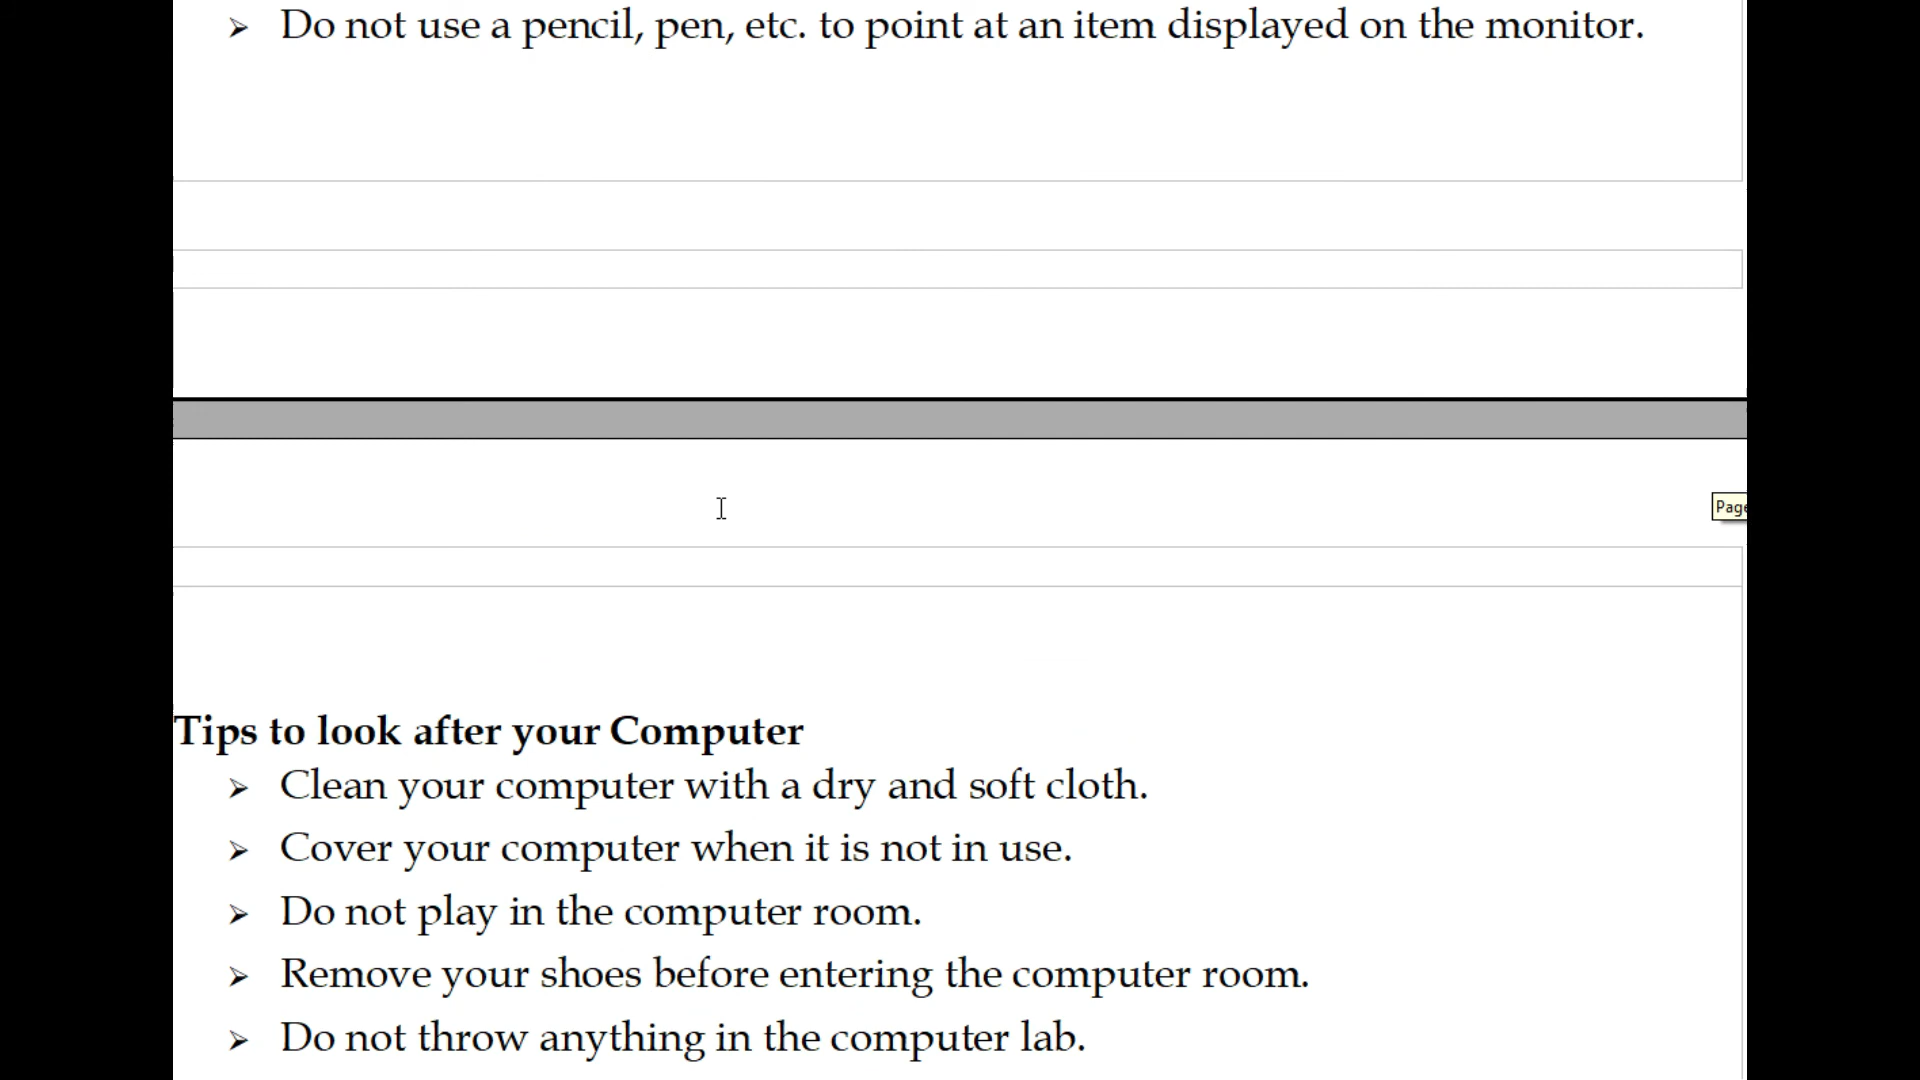 ➢ Do not use a pencil, pen, etc. to point at an item displayed on the monitor.
Page
Tips to look after your Computer
➢ Clean your computer with a dry and soft cloth.
➢ Cover your computer when it is not in use.
➢ Do not play in the computer room.
➢ Remove your shoes before entering the computer room.
➢ Do not throw anything in the computer lab.